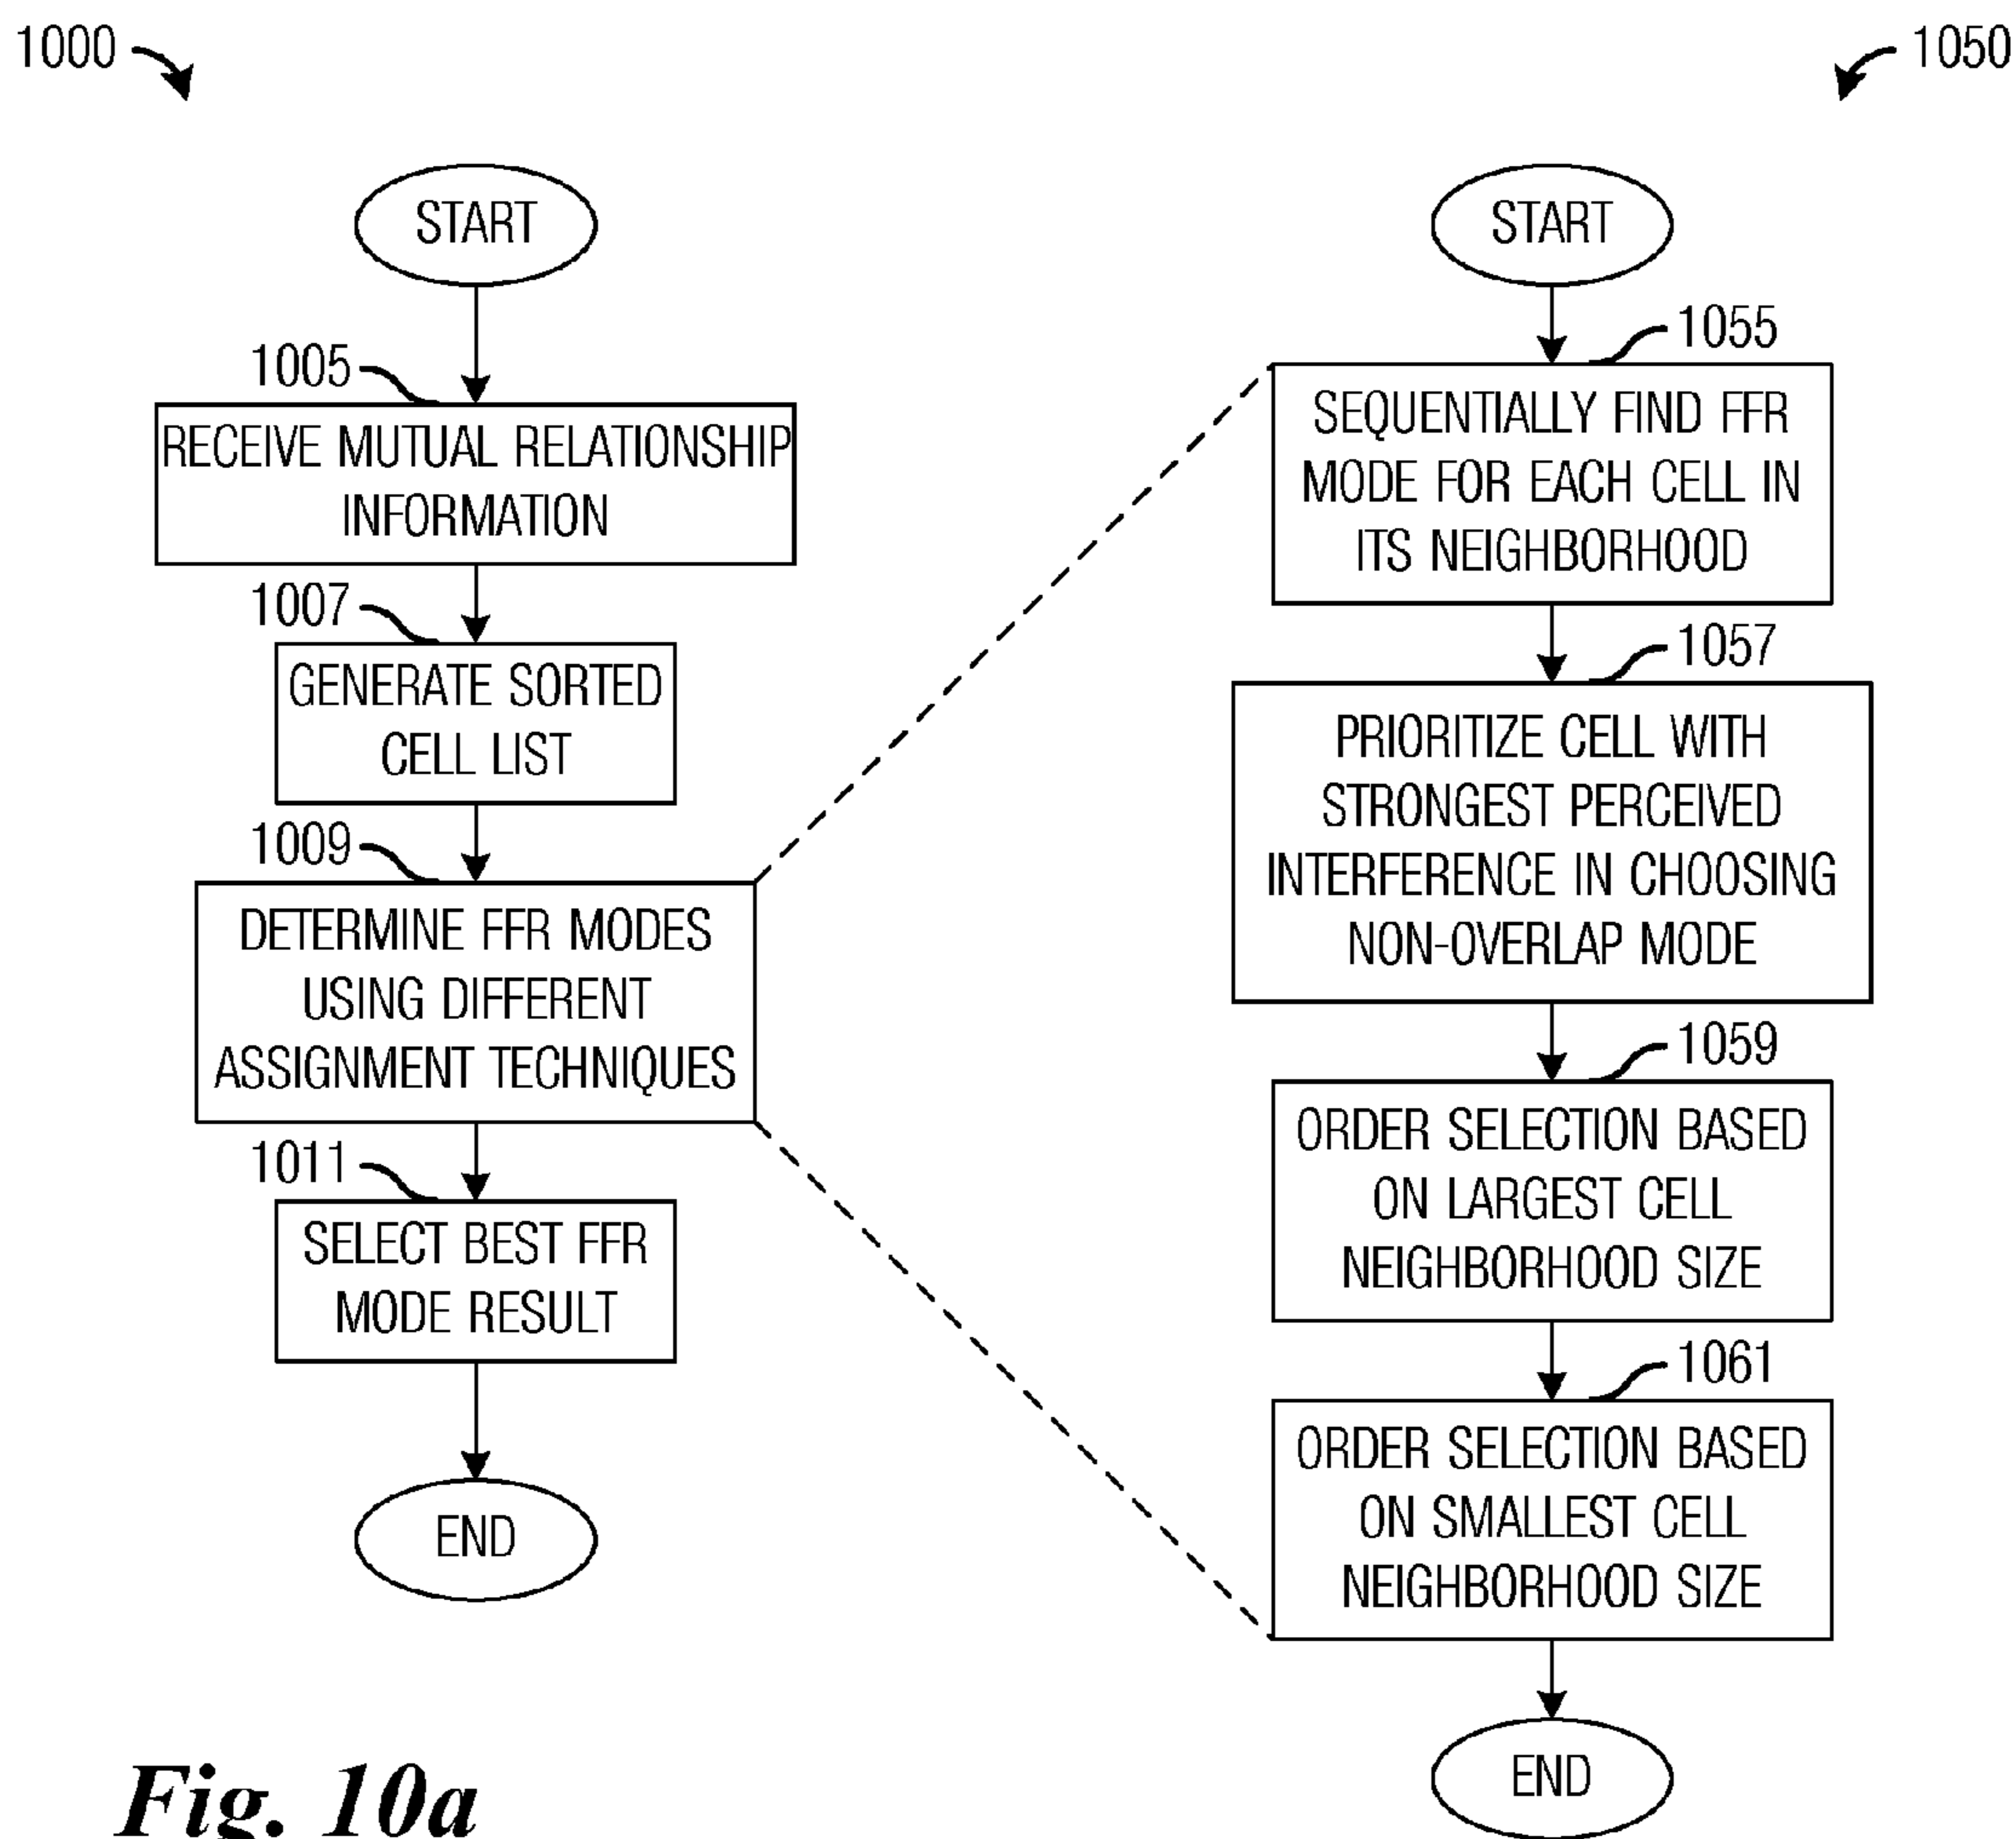 1000
START
1005
RECEIVE MUTUAL RELATIONSHIP
INFORMATION
1007
GENERATE SORTED
CELL LIST
1009
DETERMINE FFR MODES
USING DIFFERENT
ASSIGNMENT TECHNIQUES
1011
SELECT BEST FFR
MODE RESULT
END
Fig. 10a
1050
START
1055
SEQUENTIALLY FIND FFR
MODE FOR EACH CELL IN
ITS NEIGHBORHOOD
1057
PRIORITIZE CELL WITH
STRONGEST PERCEIVED
INTERFERENCE IN CHOOSING
NON-OVERLAP MODE
1059
ORDER SELECTION BASED
ON LARGEST CELL
NEIGHBORHOOD SIZE
1061
ORDER SELECTION BASED
ON SMALLEST CELL
NEIGHBORHOOD SIZE
END